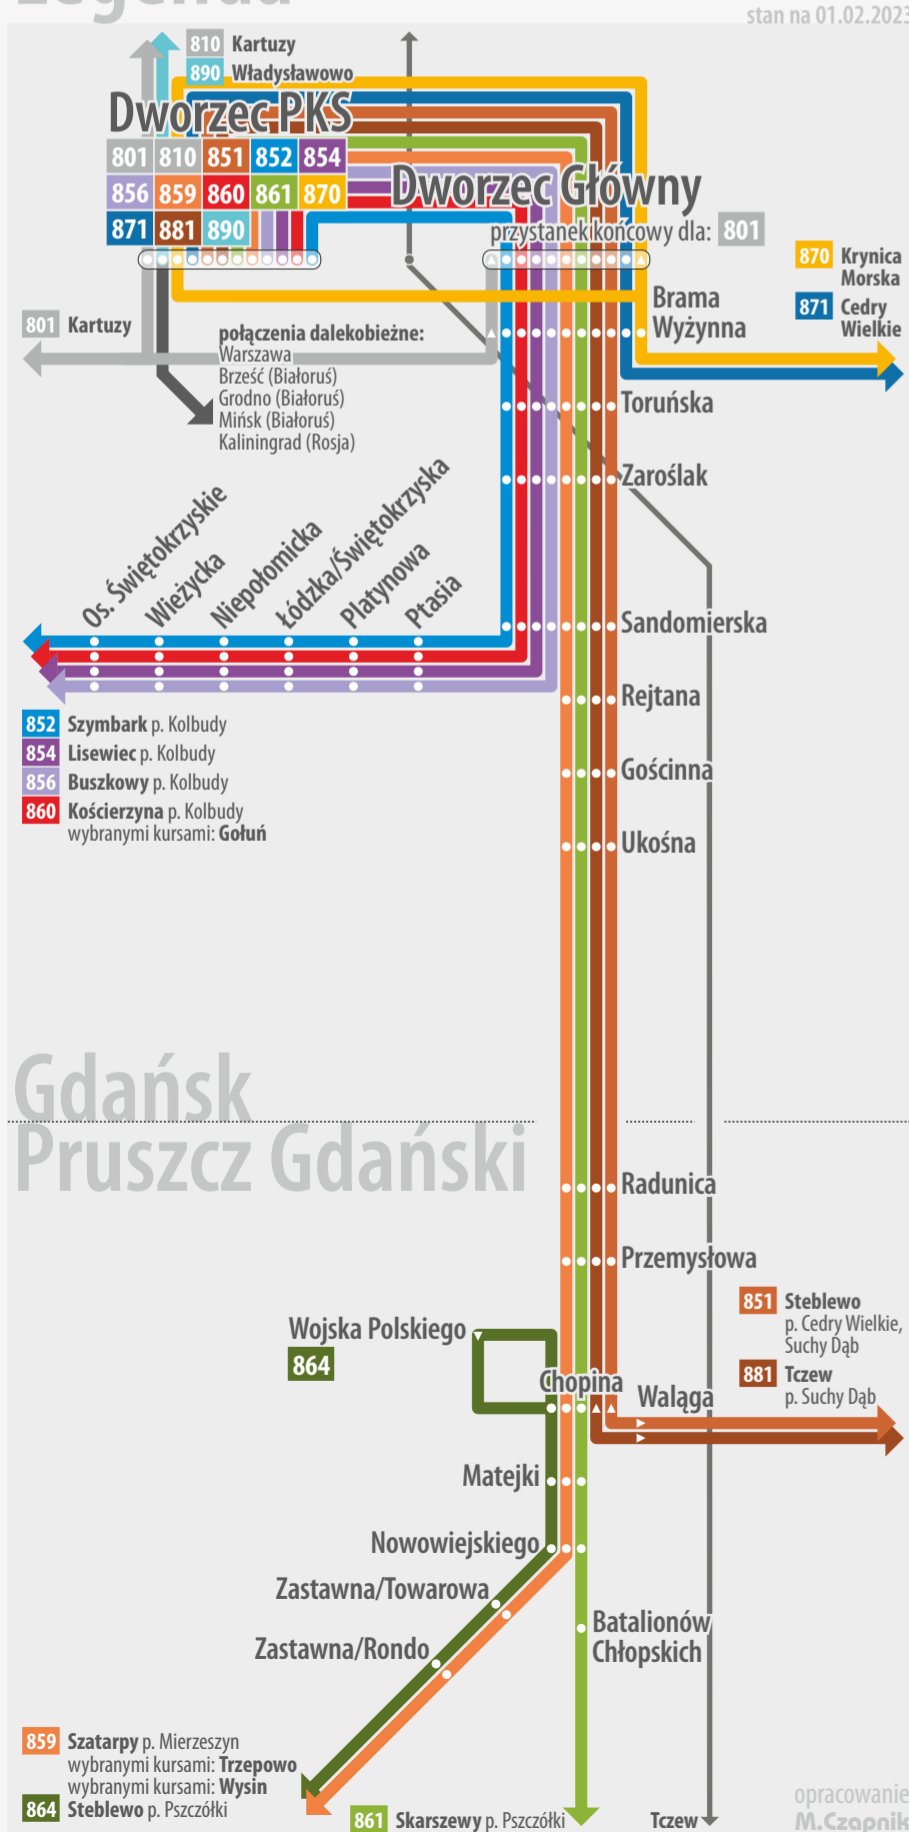 Legenda
stan na 01.02.2023
810 Kartuzy
890 Władysławowo
Dworzec PKS
801 810 851 852 854
856 859 860 861 870
871 881 890
Dworzec Główny
przystanek końcowy dla: 801
870 Krynica
Morska
871 Cedry
Wielkie
Brama
Wyżynna
801 Kartuzy
połączenia dalekobieżne:
Warszawa
Brześć (Białoruś)
Grodno (Białoruś)
Mińsk (Białoruś)
Kaliningrad (Rosja)
Toruńska
Zaroślak
Os. Świętokrzyskie
Wieżycka
Niepołomicka
Łódzka/Świętokrzyska
Platynowa
Ptasia
Sandomierska
Rejtana
852 Szymbark p. Kolbudy
854 Lisewiec p. Kolbudy
856 Buszkowy p. Kolbudy
860 Kościerzyna p. Kolbudy
wybranymi kursami: Gołuń
Gościnna
Ukośna
Gdańsk
Pruszcz Gdański
Radunica
Przemysłowa
851 Steblewo
p. Cedry Wielkie,
Suchy Dąb
881 Tczew
p. Suchy Dąb
Wojska Polskiego
864
Chopina
Waląga
Matejki
Nowowiejskiego
Zastawna/Towarowa
Zastawna/Rondo
Batalionów
Chłopskich
859 Szatarpy p. Mierzeszyn
wybranymi kursami: Trzepowo
wybranymi kursami: Wysin
864 Steblewo p. Pszczółki
861 Skarszewy p. Pszczółki
Tczew
opracowanie
M.Czapnik